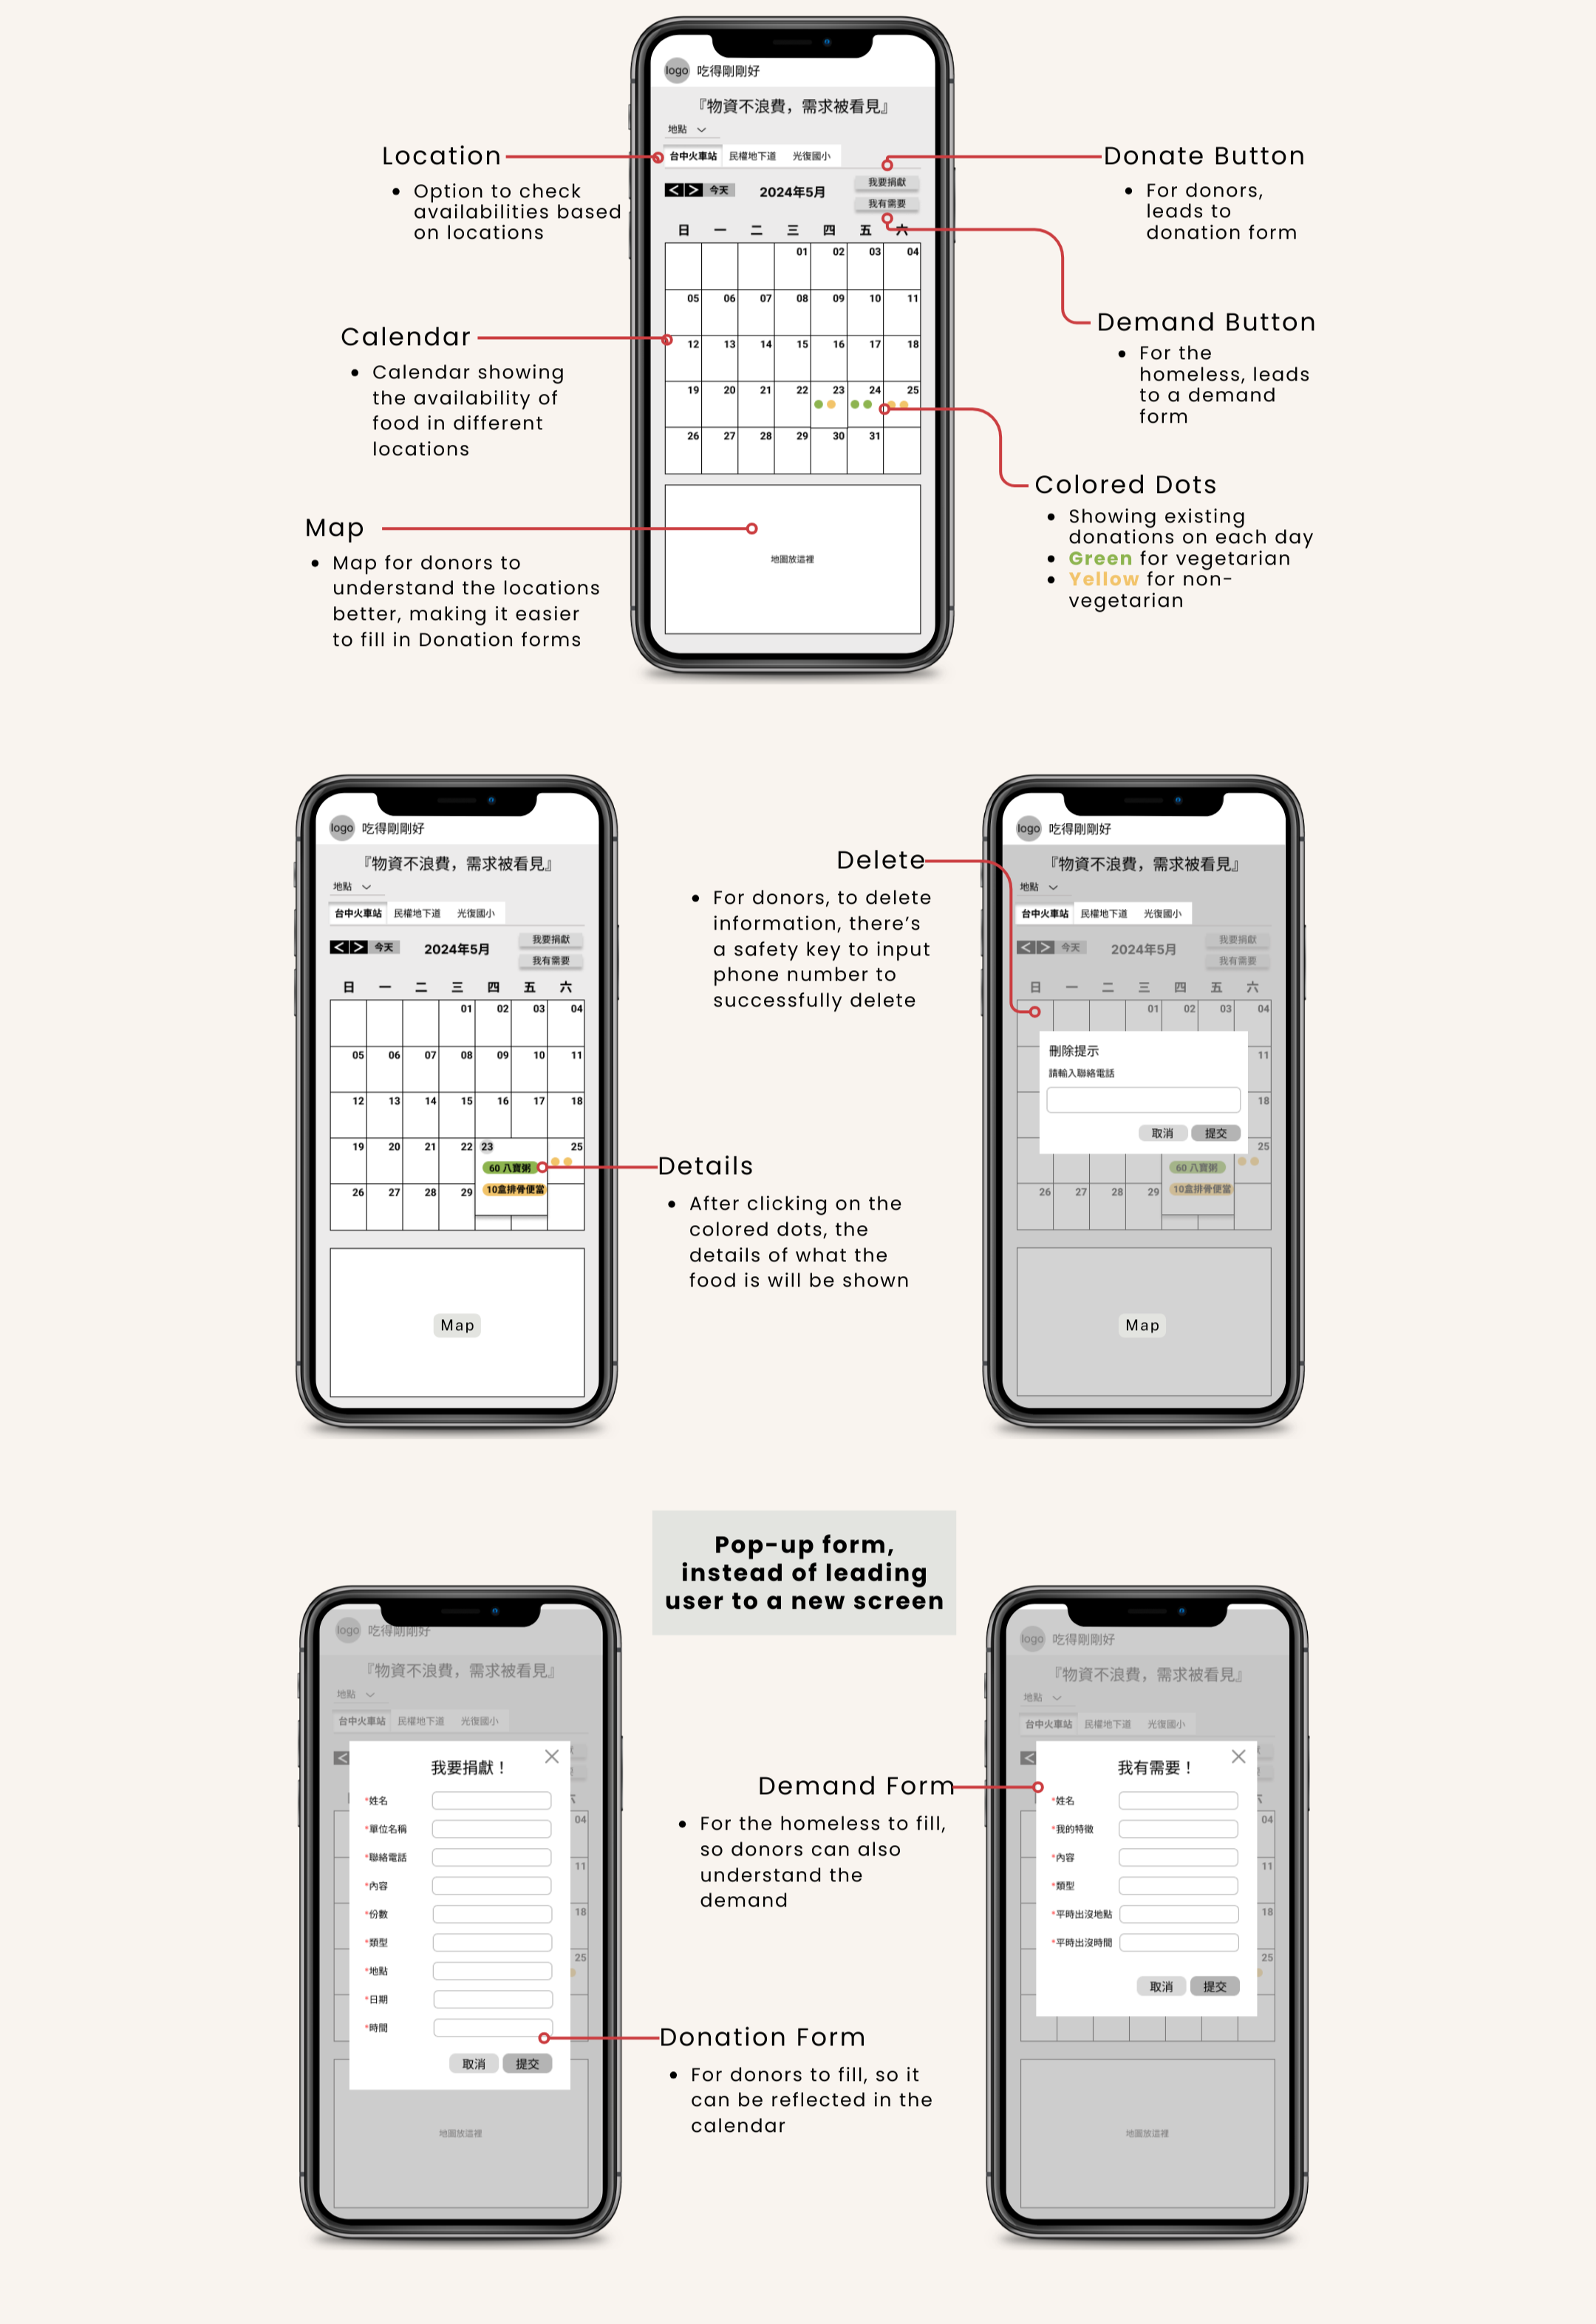 logo 吃得剛剛好
『物資不浪費，需求被看見』
地點
台中火車站 民權地下道 光復國小
< > 今天 2024年5月 我要捐獻
我有需要
日 一 二 三 四 五 六
01 02 03 04
05 06 07 08 09 10 11
12 13 14 15 16 17 18
19 20 21 22 23 24 25
26 27 28 29 30 31
地圖放這裡
Location
• Option to check
availabilities based
on locations
Calendar
• Calendar showing
the availability of
food in different
locations
Map
• Map for donors to
understand the locations
better, making it easier
to fill in Donation forms
Donate Button
• For donors,
leads to
donation form
Demand Button
• For the
homeless, leads
to a demand
form
Colored Dots
• Showing existing
donations on each day
• Green for vegetarian
• Yellow for non-
vegetarian
logo 吃得剛剛好
『物資不浪費，需求被看見』
地點
台中火車站 民權地下道 光復國小
< > 今天 2024年5月 我要捐獻
我有需要
日 一 二 三 四 五 六
01 02 03 04
05 06 07 08 09 10 11
12 13 14 15 16 17 18
19 20 21 22 23 25
60 八寶粥
26 27 28 29 10盒排骨便當
Map
Details
• After clicking on the
colored dots, the
details of what the
food is will be shown
Delete
• For donors, to delete
information, there's
a safety key to input
phone number to
successfully delete
logo 吃得剛剛好
『物資不浪費，需求被看見』
地點
台中火車站 民權地下道 光復國小
< > 今天 2024年5月 我要捐獻
我有需要
日 一 二 三 四 五 六
01 02 03 04
刪除提示
11
請輸入聯絡電話
18
取消 提交
25
60 八寶粥
26 27 28 29 10盒排骨便當
Map
Pop-up form,
instead of leading
user to a new screen
logo 吃得剛剛好
『物資不浪費，需求被看見』
地點
台中火車站 民權地下道 光復國小
<
我要捐獻！
*姓名
04
*單位名稱
*聯絡電話
11
*內容
*份數
18
*類型
25
*地點
*日期
*時間
取消 提交
地圖放這裡
Donation Form
• For donors to fill, so it
can be reflected in the
calendar
Demand Form
• For the homeless to fill,
so donors can also
understand the
demand
logo 吃得剛剛好
『物資不浪費，需求被看見』
地點
台中火車站 民權地下道 光復國小
<
我有需要！
*姓名
04
*我的特徵
*內容
11
*類型
*平時出沒地點
18
*平時出沒時間
25
取消 提交
地圖放這裡